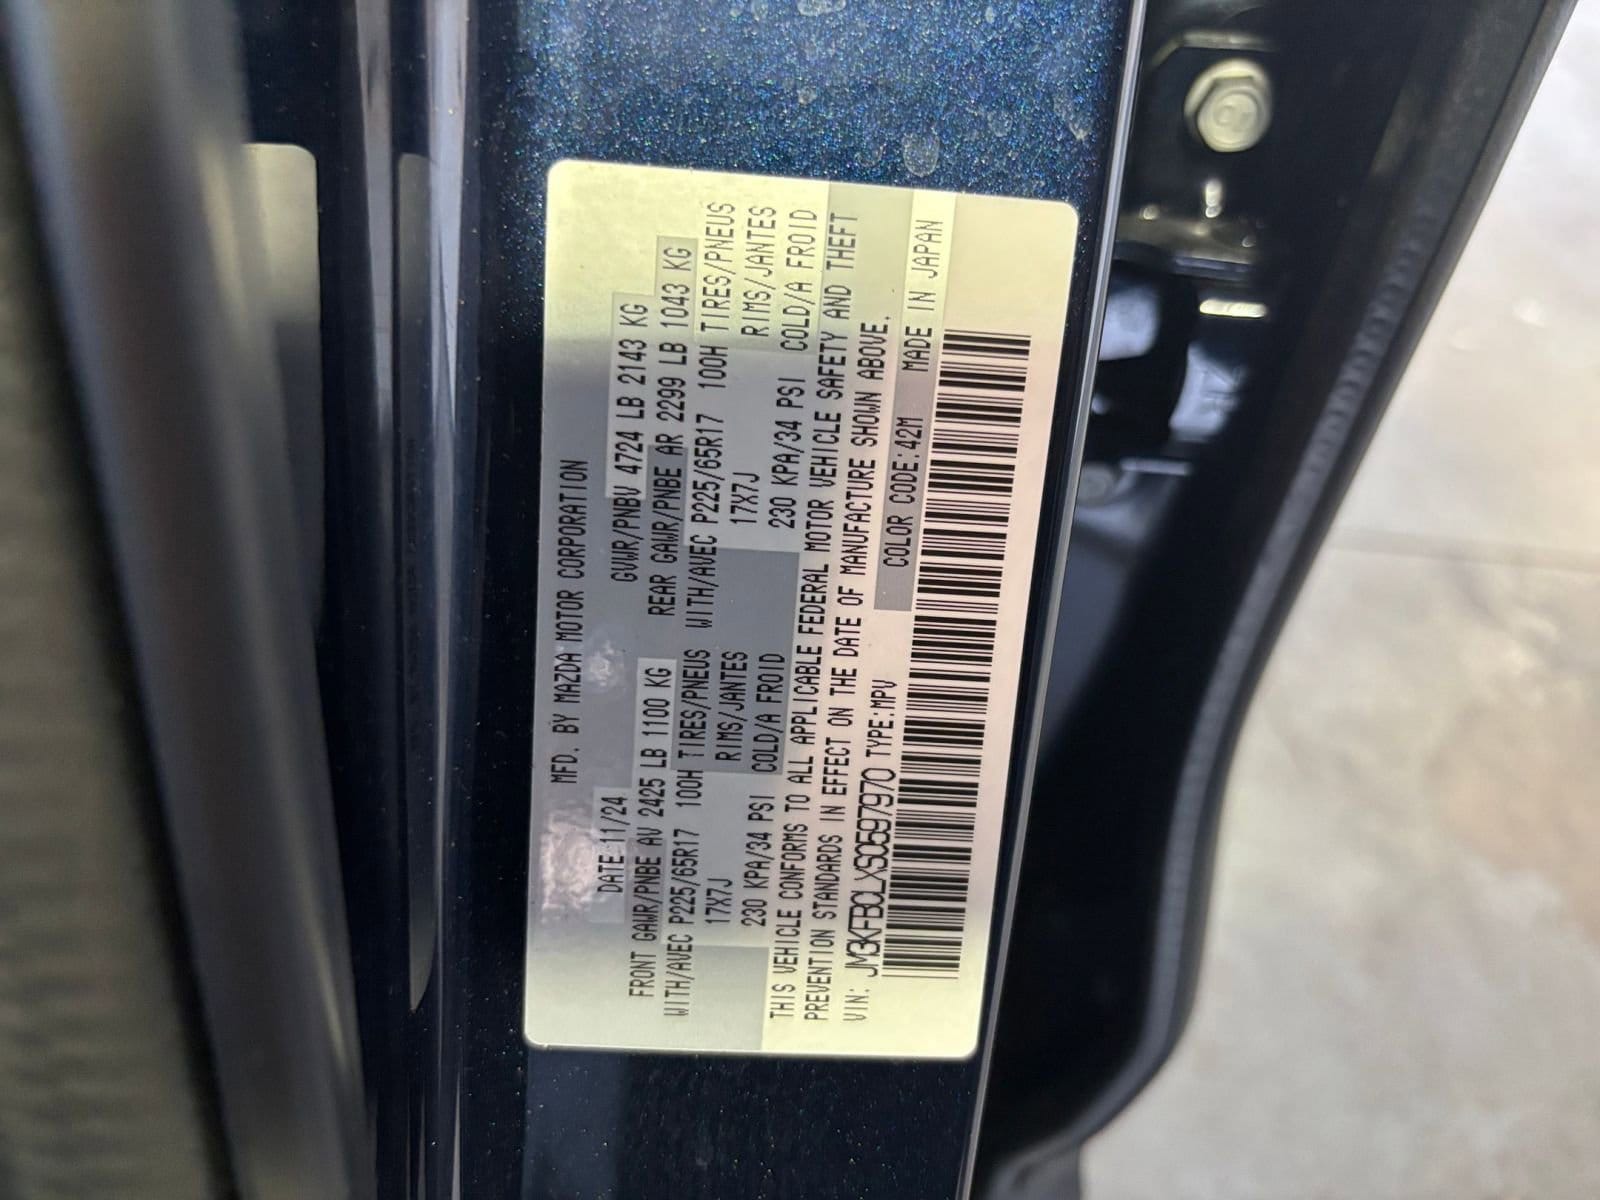 MFD. BY MAZDA MOTOR CORPORATION
DATE:11/24 GVWR/PNBV 4724 LB 2143 KG
FRONT GAWR/PNBE AV 2425 LB 1100 KG REAR GAWR/PNBE AR 2299 LB 1043 KG
WITH/AVEC P225/65R17 100H TIRES/PNEUS WITH/AVEC P225/65R17 100H TIRES/PNEUS
17X7J RIMS/JANTES 17X7J RIMS/JANTES
230 KPA/34 PSI COLD/A FROID 230 KPA/34 PSI COLD/A FROID
THIS VEHICLE CONFORMS TO ALL APPLICABLE FEDERAL MOTOR VEHICLE SAFETY AND THEFT
PREVENTION STANDARDS IN EFFECT ON THE DATE OF MANUFACTURE SHOWN ABOVE.
VIN: JM3KFBCLXS0597970 TYPE:MPV COLOR CODE:42M MADE IN JAPAN